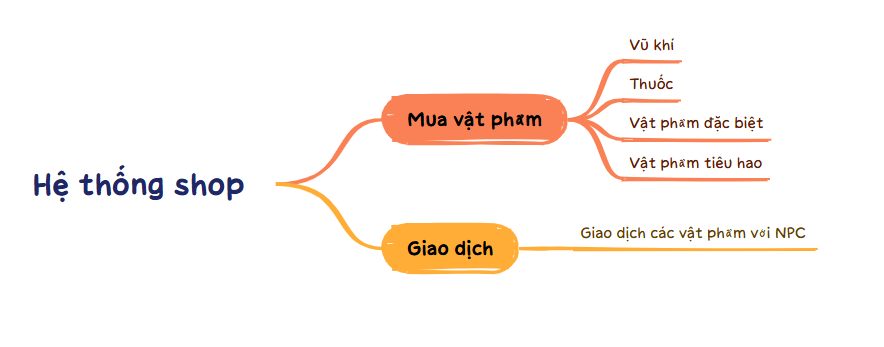 Hệ thống shop
Mua vật phẩm
Vũ khí
Thuốc
Vật phẩm đặc biệt
Vật phẩm tiêu hao
Giao dịch
Giao dịch các vật phẩm với NPC